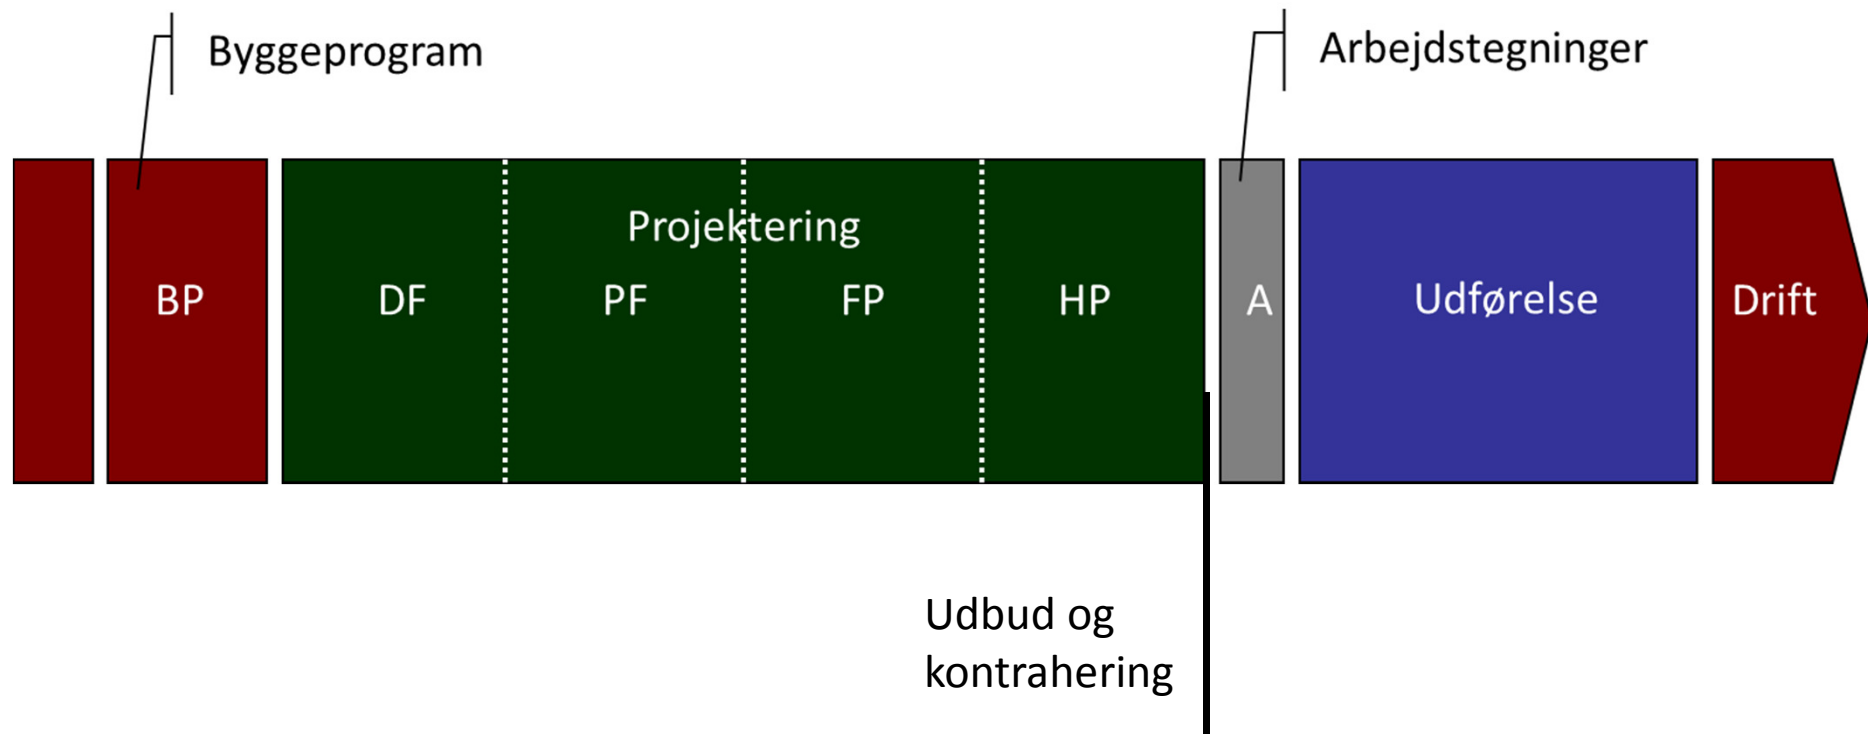 Byggeprogram
Arbejdstegninger
Projektering
BP
DF
PF
FP
HP
A
Udførelse
Drift
Udbud og
kontrahering